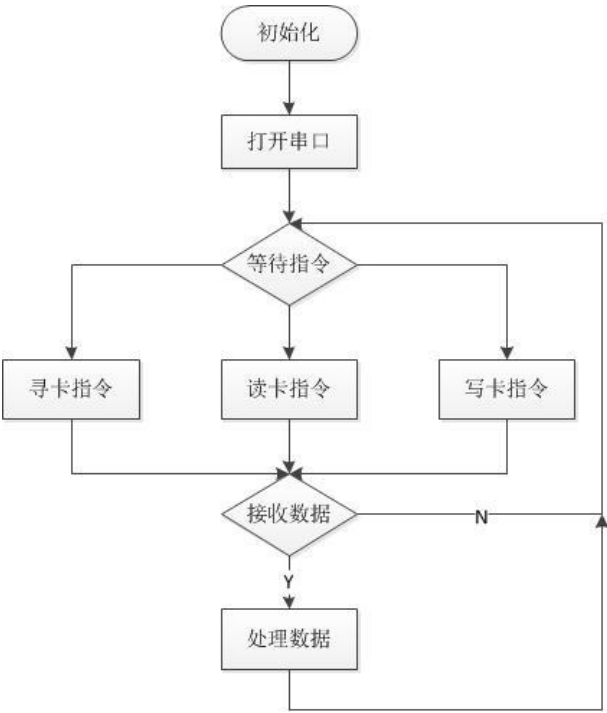 初始化
打开串口
等待指令
寻卡指令
读卡指令
写卡指令
接收数据
N
Y
处理数据